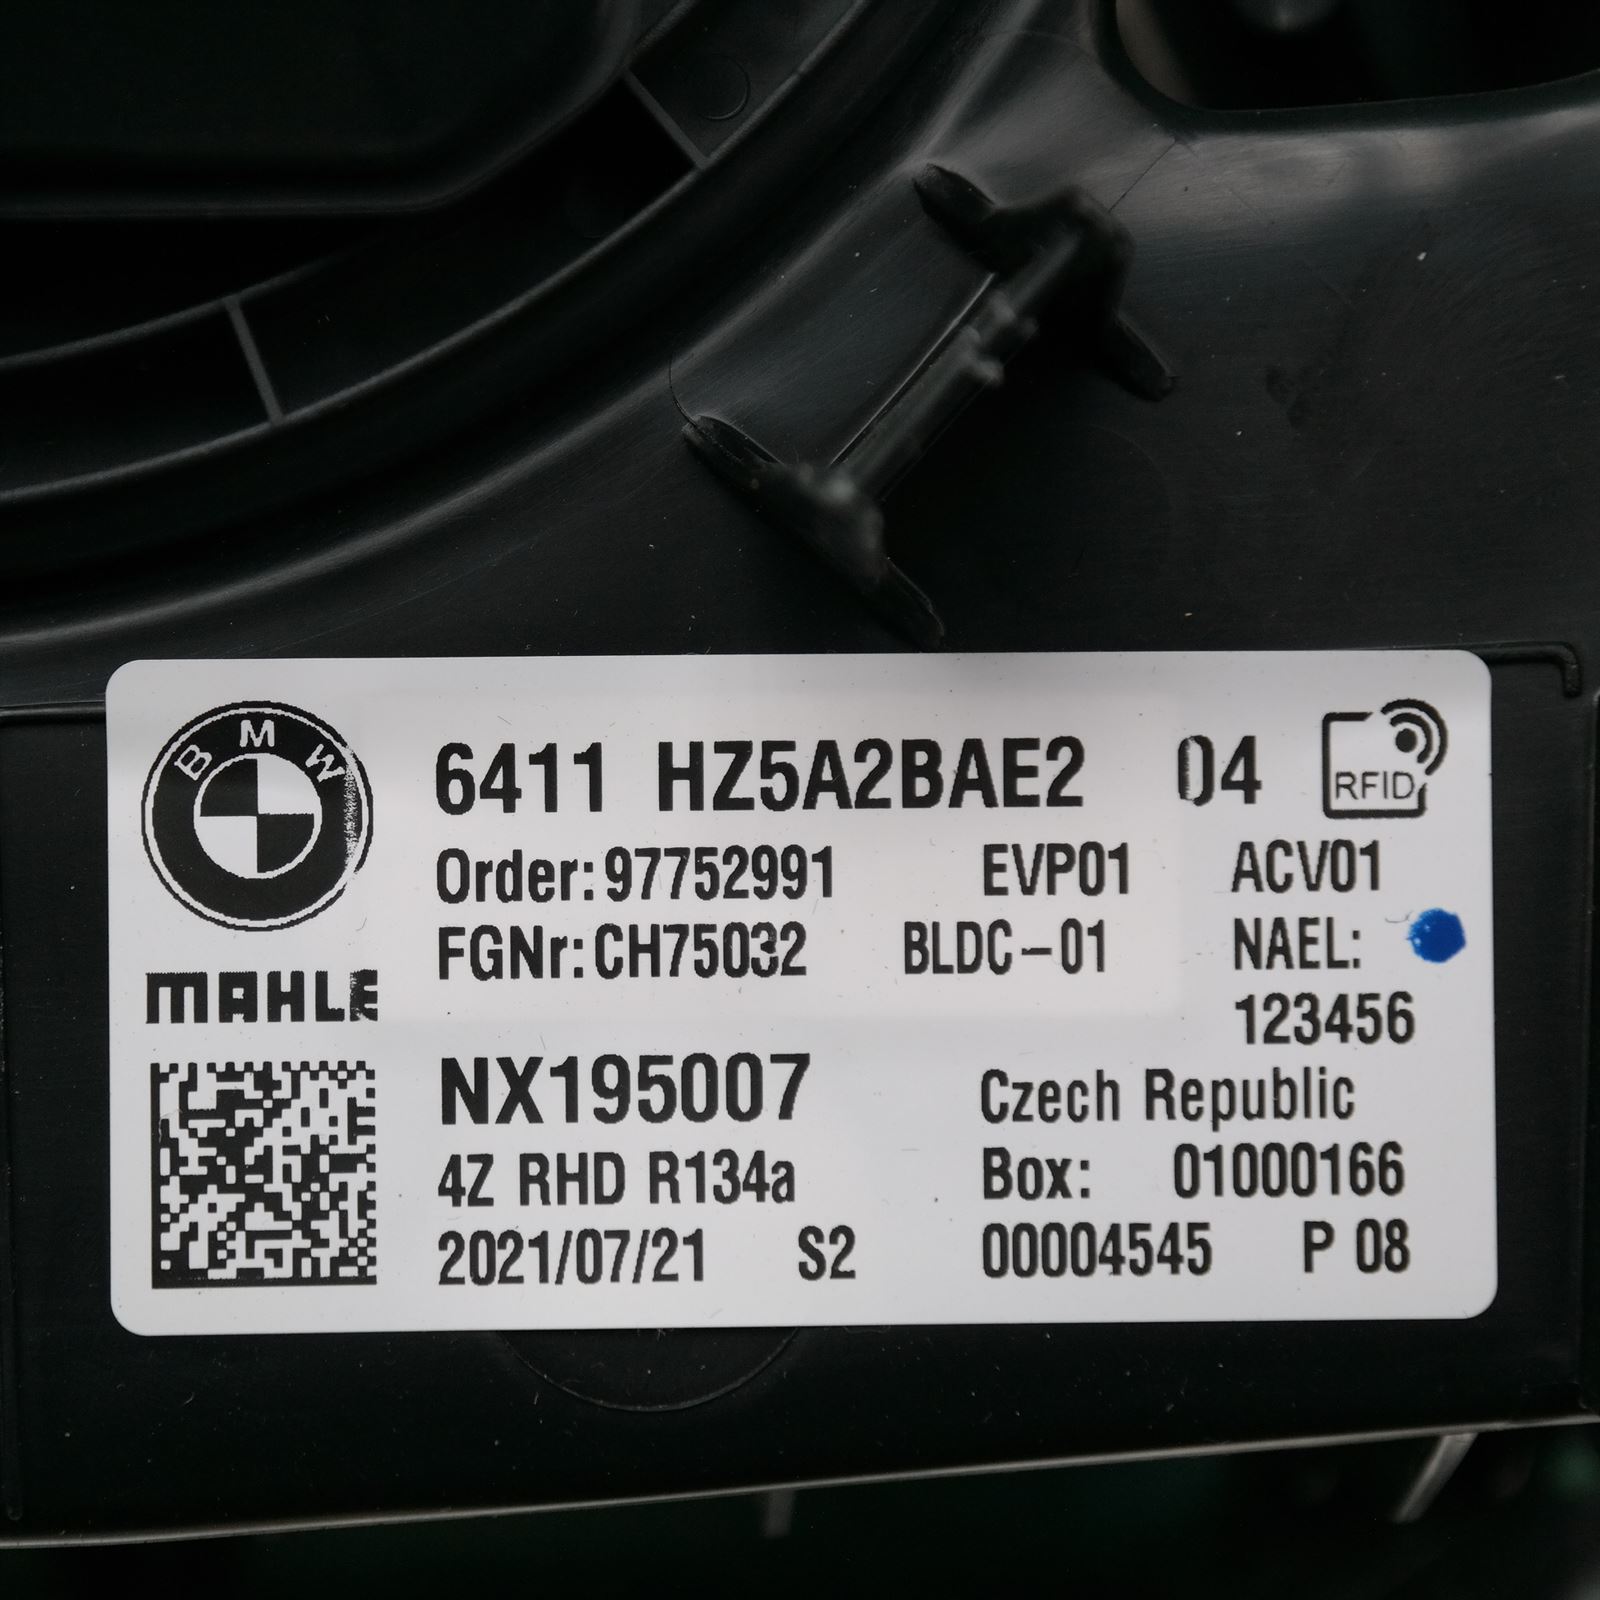 BMW
6411 HZ5A2BAE2 04
RFID
Order:97752991 EVP01 ACV01
FGNr:CH75032 BLDC-01 NAEL:
MAHLE
123456
NX195007 Czech Republic
4Z RHD R134a Box: 01000166
2021/07/21 S2 00004545 P 08